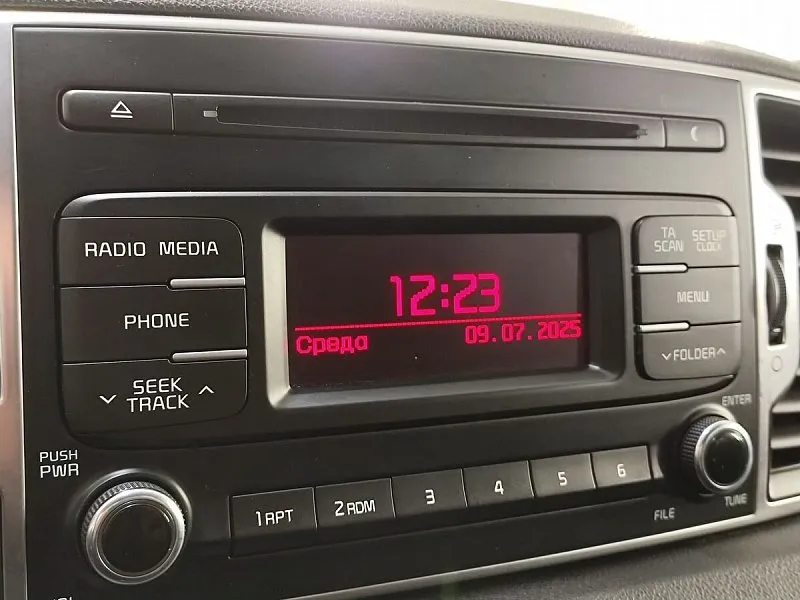 RADIO MEDIA
PHONE
SEEK
TRACK
12:23
Среда 09.07.2025
TA
SCAN
SETUP
CLOCK
MENU
FOLDER
PUSH
PWR
1 RPT
2 RDM
3
4
5
6
ENTER
FILE
TUNE